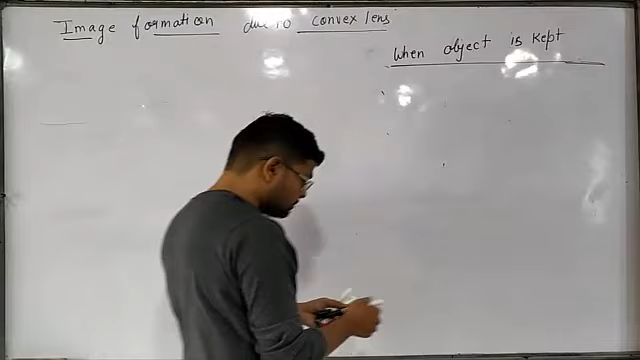 Image formation due to convex lens
When object is kept